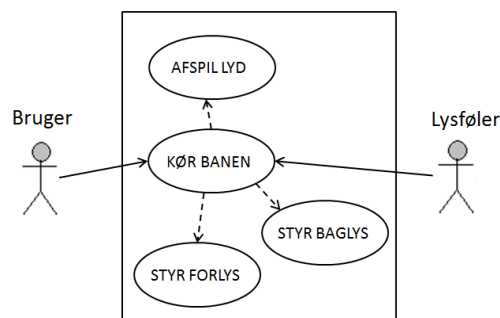 AFSPIL LYD
Bruger
Lysføler
KØR BANEN
STYR BAGLYS
STYR FORLYS